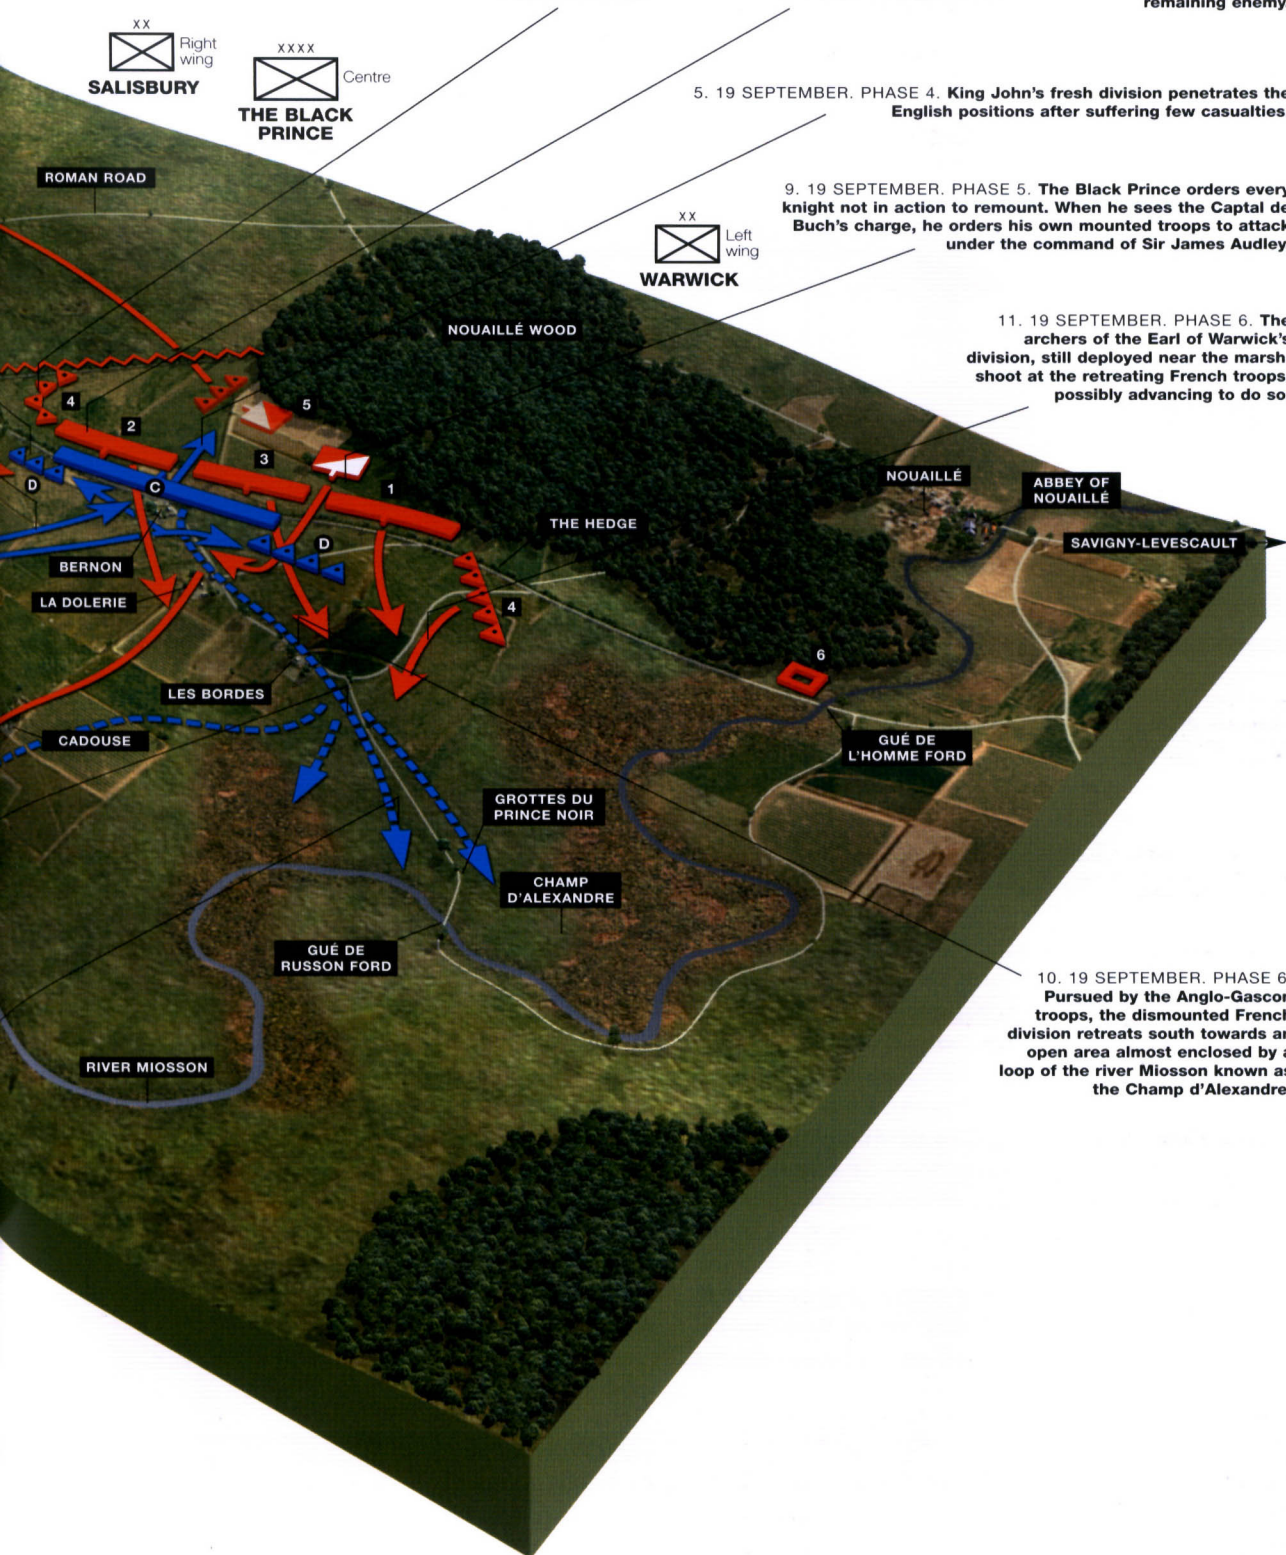 remaining enemy
XX
Right
wing
SALISBURY
XXXX
Centre
THE BLACK
PRINCE
5. 19 SEPTEMBER. PHASE 4. King John's fresh division penetrates the
English positions after suffering few casualties
ROMAN ROAD
9. 19 SEPTEMBER. PHASE 5. The Black Prince orders every
knight not in action to remount. When he sees the Captal de
Buch's charge, he orders his own mounted troops to attack
under the command of Sir James Audley
XX
Left
wing
WARWICK
11. 19 SEPTEMBER. PHASE 6. The
archers of the Earl of Warwick's
division, still deployed near the marsh
shoot at the retreating French troops
possibly advancing to do so
NOUAILLÉ WOOD
4
5
2
3
D
C
1
NOUAILLÉ
ABBEY OF
NOUAILLÉ
THE HEDGE
D
SAVIGNY-LEVESCAULT
BERNON
LA DOLERIE
4
6
LES BORDES
CADOUSE
GUÉ DE
L'HOMME FORD
GROTTES DU
PRINCE NOIR
CHAMP
D'ALEXANDRE
GUÉ DE
RUSSON FORD
10. 19 SEPTEMBER. PHASE 6
Pursued by the Anglo-Gascon
troops, the dismounted French
division retreats south towards an
open area almost enclosed by a
loop of the river Miosson known as
the Champ d'Alexandre
RIVER MIOSSON